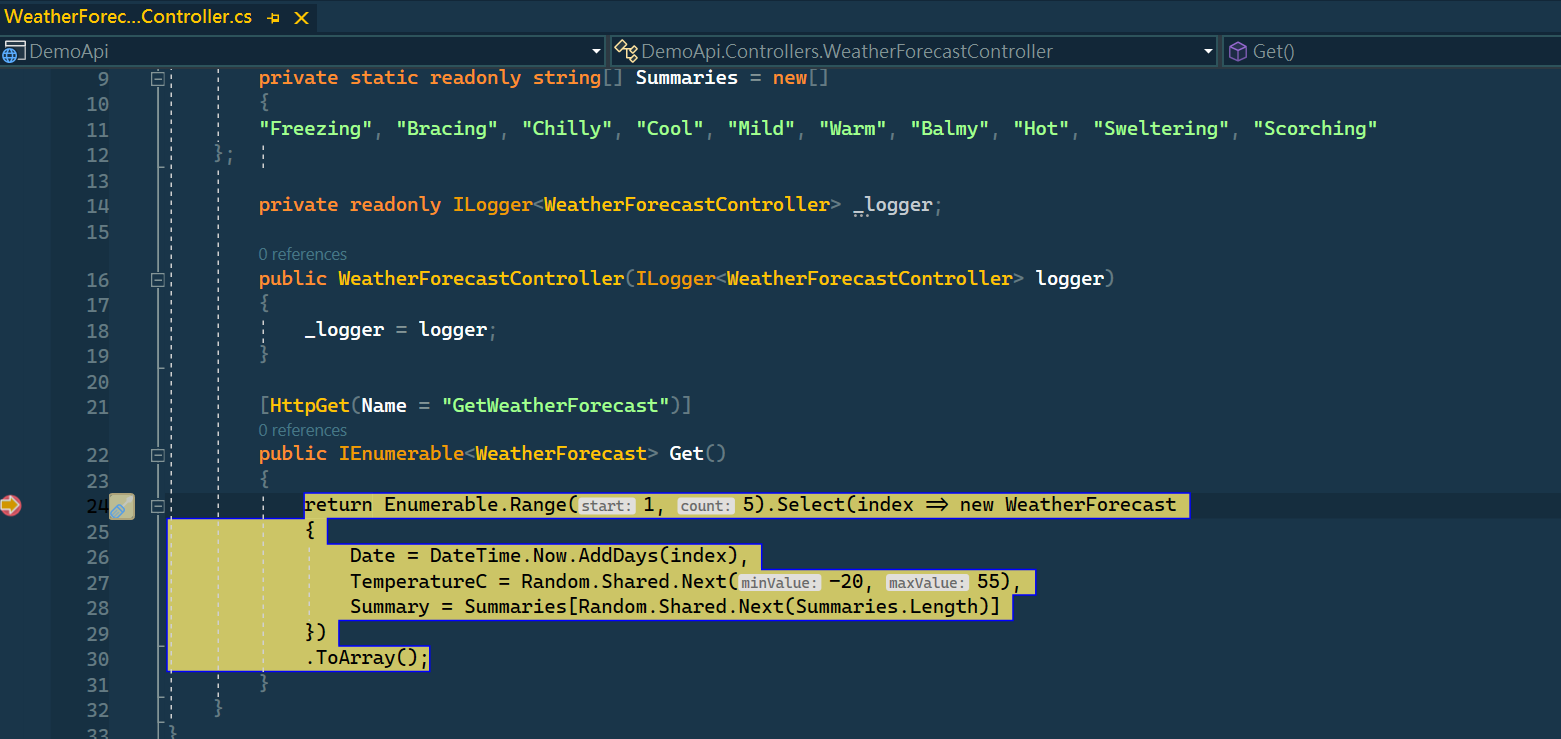 WeatherForec...Controller.cs
DemoApi DemoApi.Controllers.WeatherForecastController Get()
9 private static readonly string[] Summaries = new[]
10 {
11 "Freezing", "Bracing", "Chilly", "Cool", "Mild", "Warm", "Balmy", "Hot", "Sweltering", "Scorching"
12 };
13
14 private readonly ILogger<WeatherForecastController> _logger;
15
0 references
16 public WeatherForecastController(ILogger<WeatherForecastController> logger)
17 {
18 _logger = logger;
19 }
20
21 [HttpGet(Name = "GetWeatherForecast")]
0 references
22 public IEnumerable<WeatherForecast> Get()
23 {
24 return Enumerable.Range(start: 1, count: 5).Select(index => new WeatherForecast
25 {
26 Date = DateTime.Now.AddDays(index),
27 TemperatureC = Random.Shared.Next(minValue: -20, maxValue: 55),
28 Summary = Summaries[Random.Shared.Next(Summaries.Length)]
29 })
30 .ToArray();
31 }
32 }
33 }